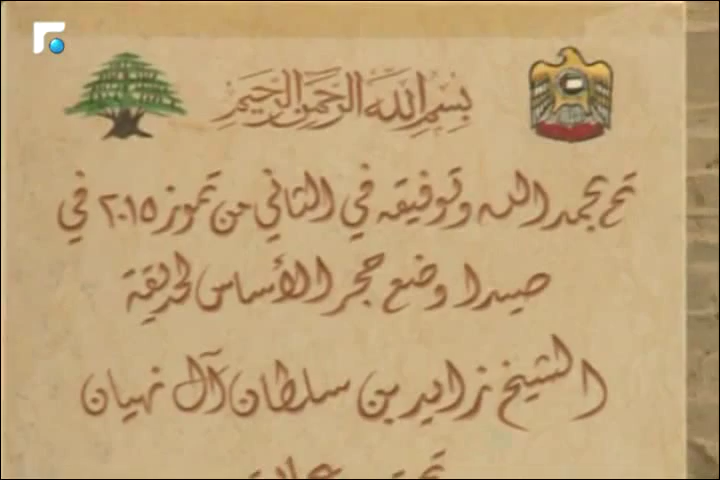 بسم الله الرحمن الرحيم
تم بحمد الله وتوفيقه في الثاني من تموز ٢٠١٥ في
صيدا وضع حجر الأساس لحديقة
الشيخ زايد بن سلطان آل نهيان